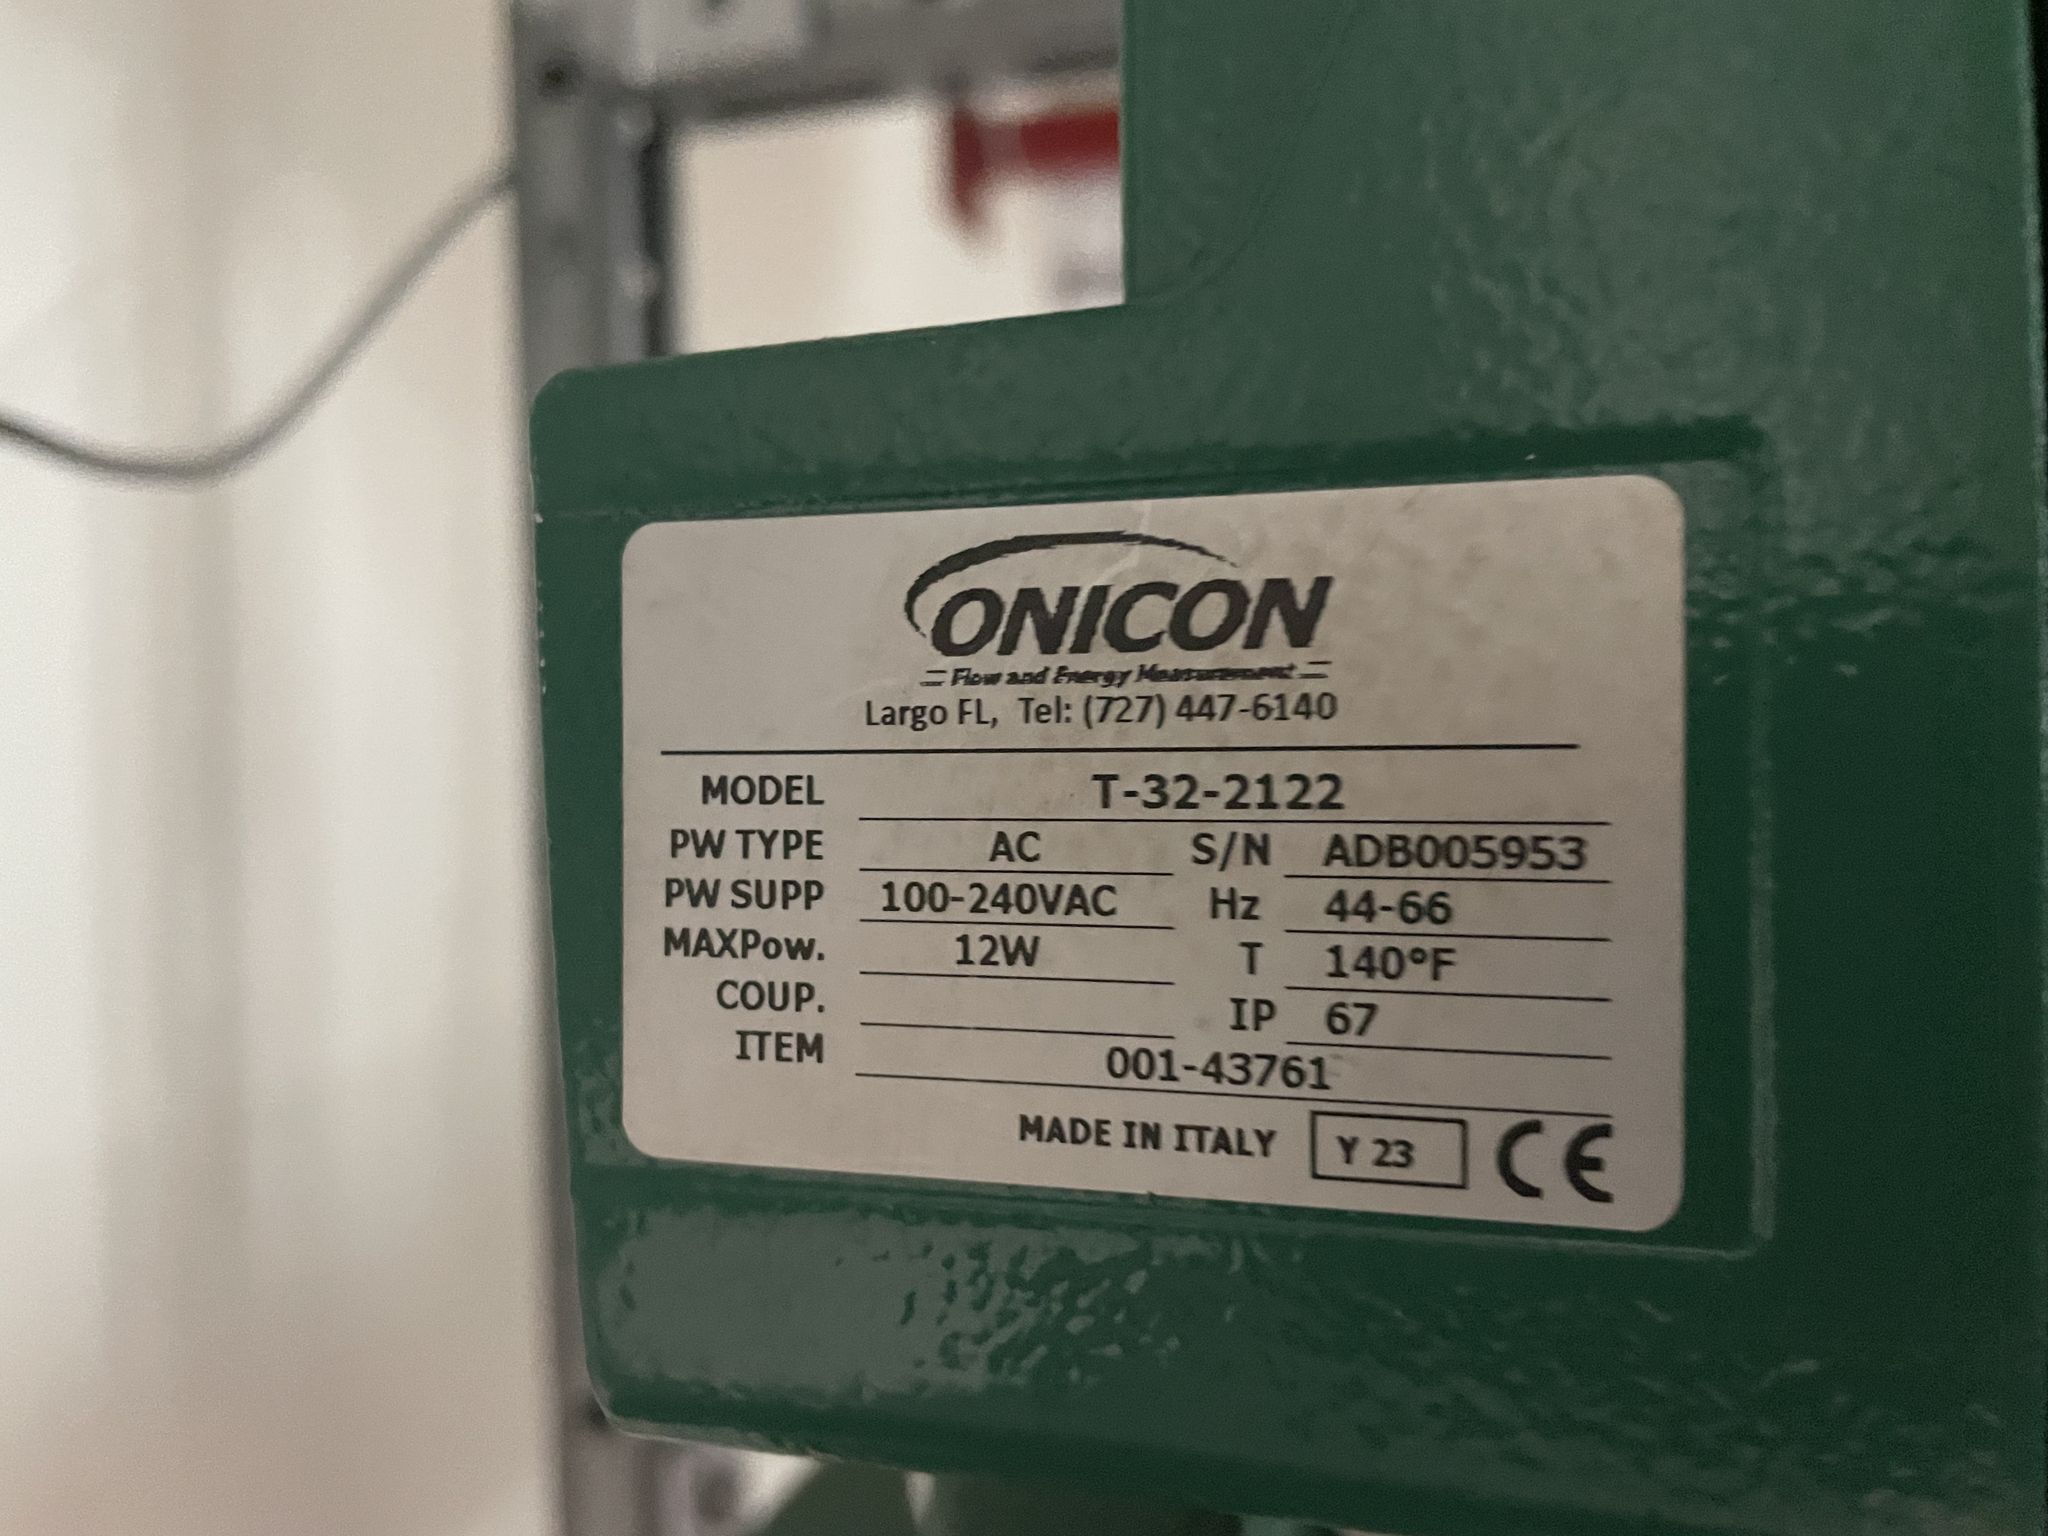 ONICON
Flow and Energy Measurement
Largo FL, Tel: (727) 447-6140
MODEL T-32-2122
PW TYPE AC S/N ADB005953
PW SUPP 100-240VAC Hz 44-66
MAXPow. 12W T 140°F
COUP. IP 67
ITEM 001-43761
MADE IN ITALY Y 23 CE